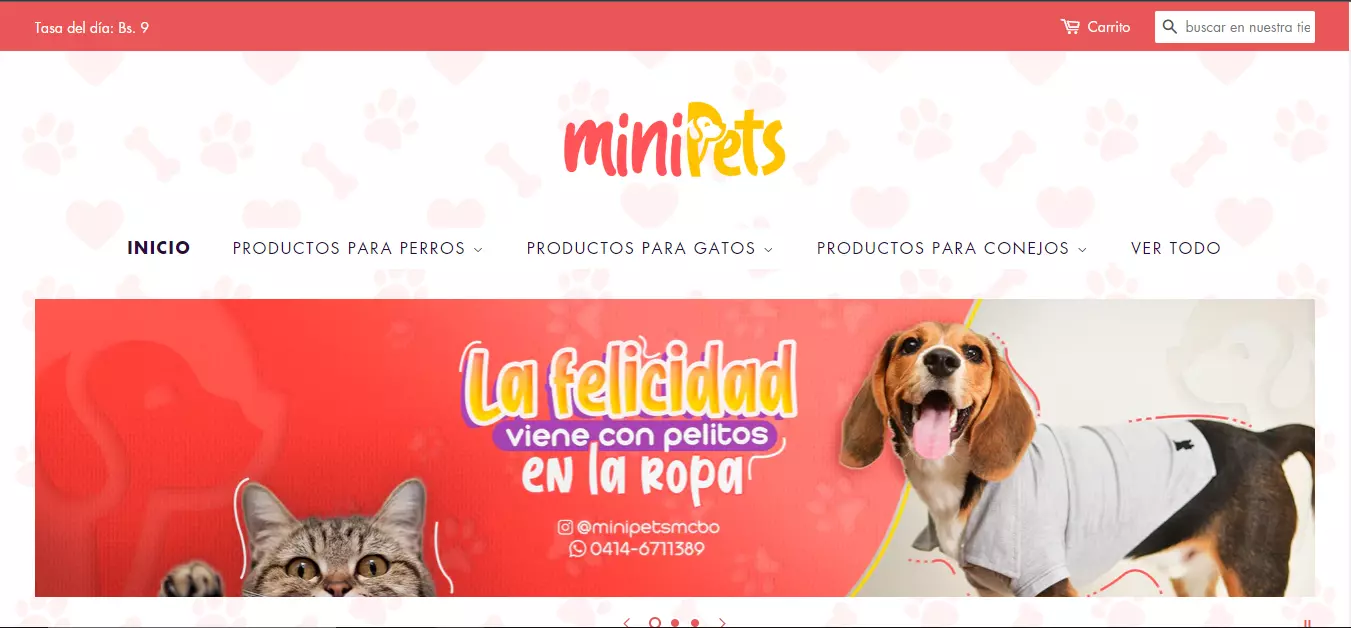 Tasa del día: Bs. 9
Carrito
buscar en nuestra tie
miniPets
INICIO
PRODUCTOS PARA PERROS
PRODUCTOS PARA GATOS
PRODUCTOS PARA CONEJOS
VER TODO
La felicidad
viene con pelitos
en la ropa
@minipetsmcbo
0414-6711389